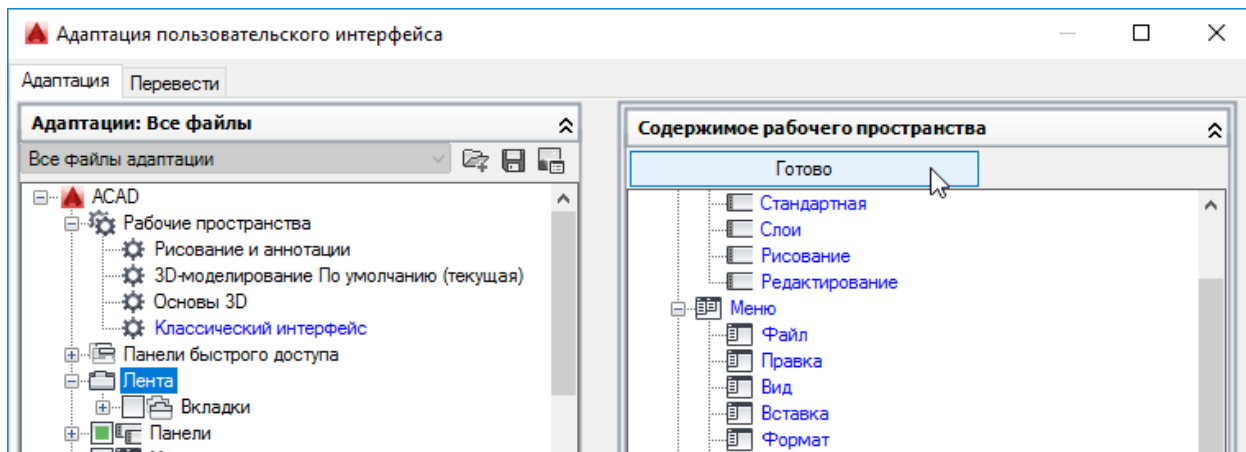 Адаптация пользовательского интерфейса
Адаптация Перевести
Адаптации: Все файлы
Все файлы адаптации
ACAD
Рабочие пространства
Рисование и аннотации
3D-моделирование По умолчанию (текущая)
Основы 3D
Классический интерфейс
Панели быстрого доступа
Лента
Вкладки
Панели
Содержимое рабочего пространства
Готово
Стандартная
Слои
Рисование
Редактирование
Меню
Файл
Правка
Вид
Вставка
Формат